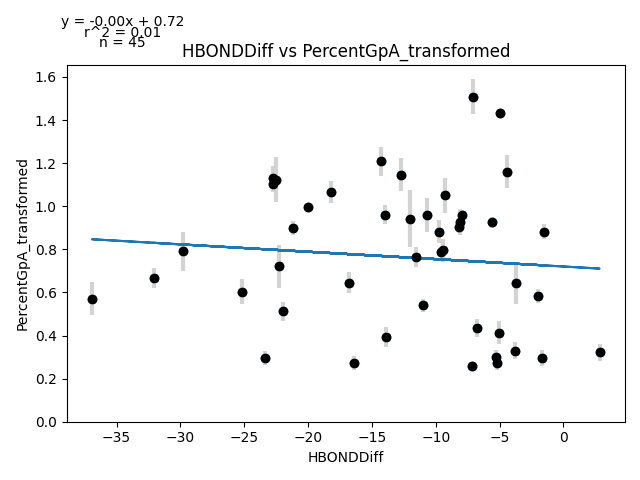 y = -0.00x + 0.72
r^2 = 0.01
n = 45
HBONDDiff vs PercentGpA_transformed
PercentGpA_transformed
1.6
1.4
1.2
1.0
0.8
0.6
0.4
0.2
0.0
−35
−30
−25
−20
−15
−10
−5
0
HBONDDiff